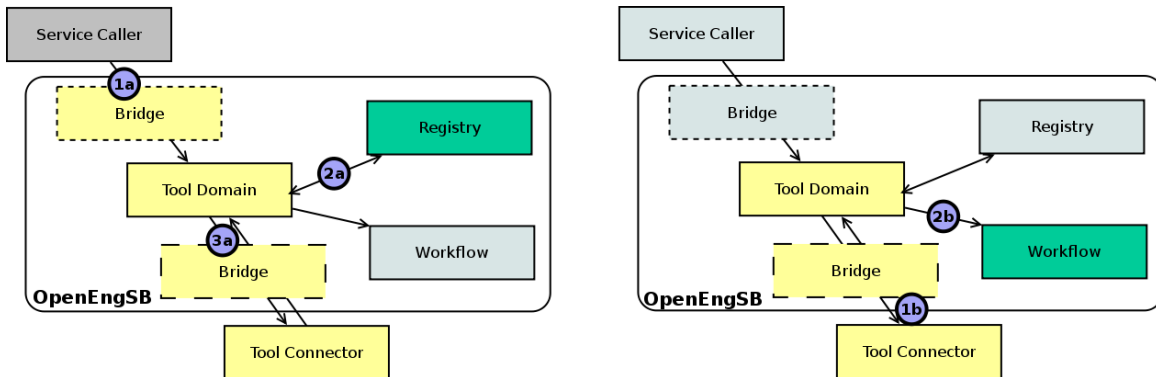 Service Caller
1a
Bridge
Registry
2a
Tool Domain
3a
Bridge
Workflow
OpenEngSB
Tool Connector
Service Caller
Bridge
Registry
Tool Domain
2b
Bridge
Workflow
OpenEngSB
1b
Tool Connector